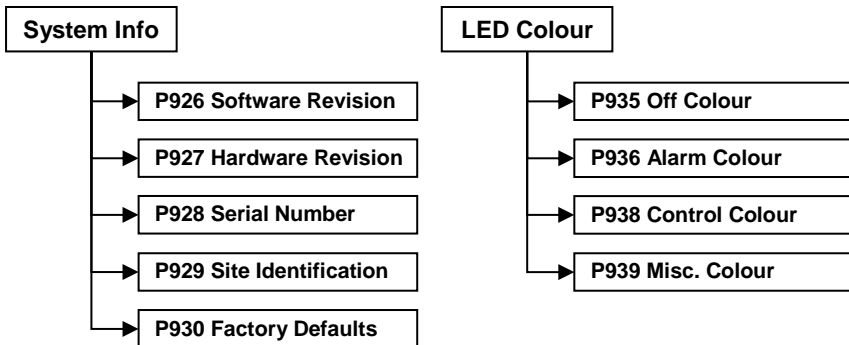 System Info
P926 Software Revision
P927 Hardware Revision
P928 Serial Number
P929 Site Identification
P930 Factory Defaults
LED Colour
P935 Off Colour
P936 Alarm Colour
P938 Control Colour
P939 Misc. Colour